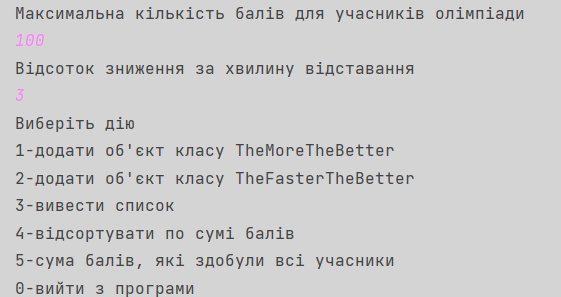 Максимальна кількість балів для учасників олімпіади
100
Відсоток зниження за хвилину відставання
3
Виберіть дію
1-додати об'єкт класу TheMoreTheBetter
2-додати об'єкт класу TheFasterTheBetter
3-вивести список
4-відсортувати по сумі балів
5-сума балів, які здобули всі учасники
0-вийти з програми